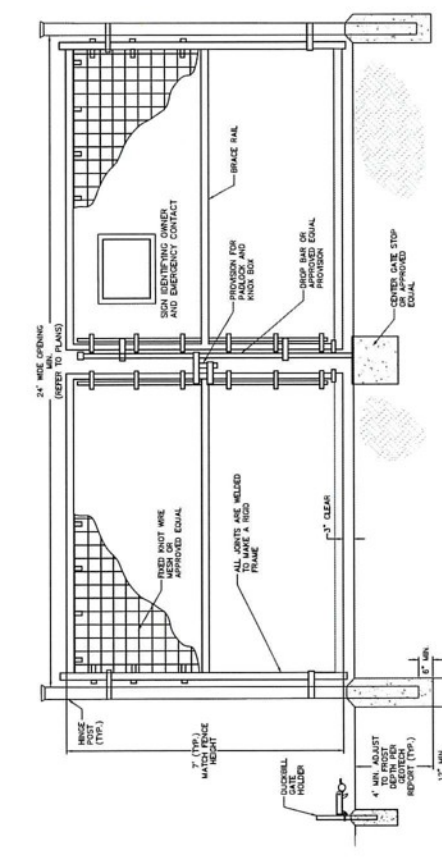 24' WIDE OPENING
MIN.
(REFER TO PLANS)
HINGE
POST
(TYP.)
7' (TYP.)
MATCH FENCE
HEIGHT
FIXED KNOT WIRE
MESH OR
APPROVED EQUAL
SIGN IDENTIFYING OWNER
AND EMERGENCY CONTACT
BRACE RAIL
PROVISION FOR
PADLOCK AND
KNOX BOX
DROP BAR OR
APPROVED EQUAL
PROVISION
ALL JOINTS ARE WELDED
TO MAKE A RIGID
FRAME
3" CLEAR
CENTER GATE STOP
OR APPROVED
EQUAL
DUCKBILL
GATE
HOLDER
4' MIN. ADJUST
TO FROST
DEPTH PER
GEOTECH
REPORT (TYP.)
6" MIN.
12" MIN.